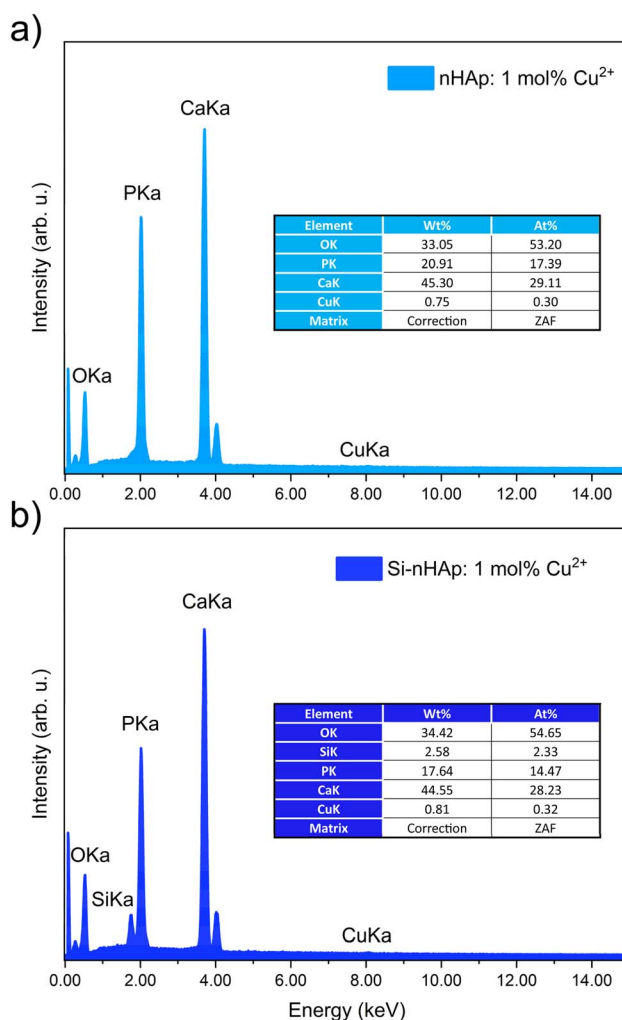 a)
nHAp: 1 mol% Cu²⁺
CaKa
PKa
OKa
CuKa
Intensity (arb. u.)
Element Wt% At%
OK 33.05 53.20
PK 20.91 17.39
CaK 45.30 29.11
CuK 0.75 0.30
Matrix Correction ZAF
0.00 2.00 4.00 6.00 8.00 10.00 12.00 14.00
b)
Si-nHAp: 1 mol% Cu²⁺
CaKa
PKa
OKa
SiKa
CuKa
Intensity (arb. u.)
Element Wt% At%
OK 34.42 54.65
SiK 2.58 2.33
PK 17.64 14.47
CaK 44.55 28.23
CuK 0.81 0.32
Matrix Correction ZAF
0.00 2.00 4.00 6.00 8.00 10.00 12.00 14.00
Energy (keV)